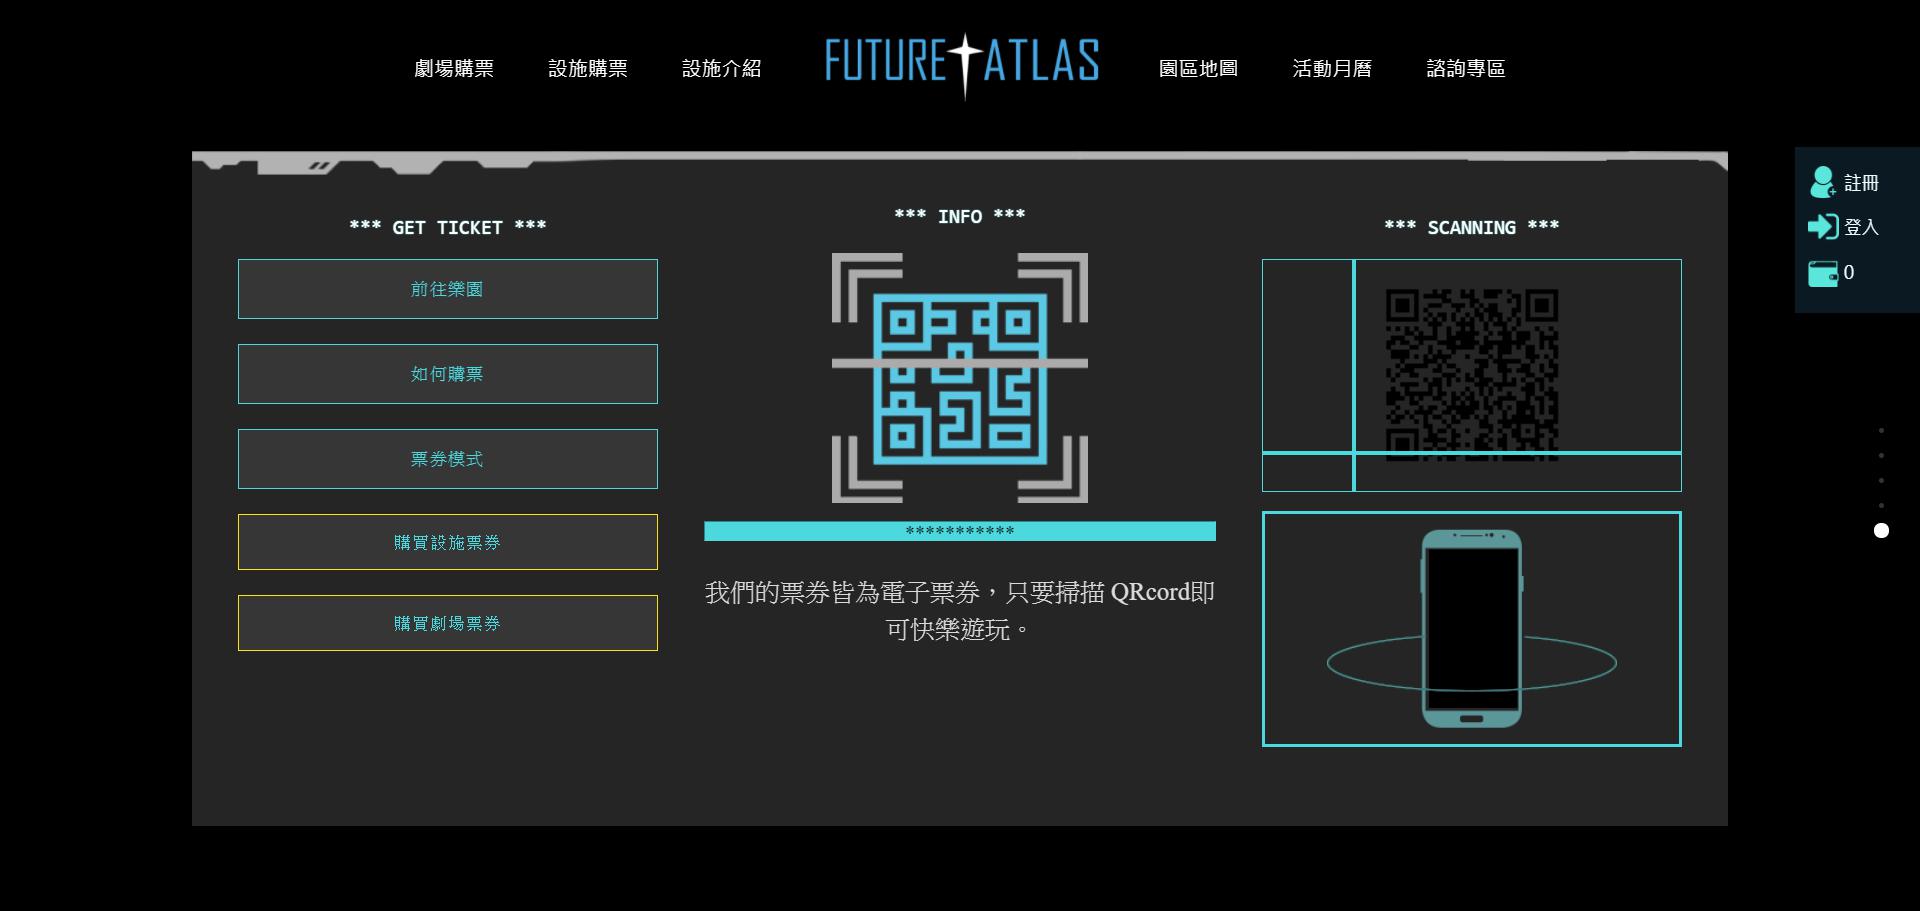 劇場購票
設施購票
設施介紹
FUTURE ATLAS
園區地圖
活動月曆
諮詢專區
註冊
登入
0
*** GET TICKET ***
前往樂園
如何購票
票券模式
購買設施票券
購買劇場票券
*** INFO ***
***********
我們的票券皆為電子票券，只要掃描 QRcord即
可快樂遊玩。
*** SCANNING ***